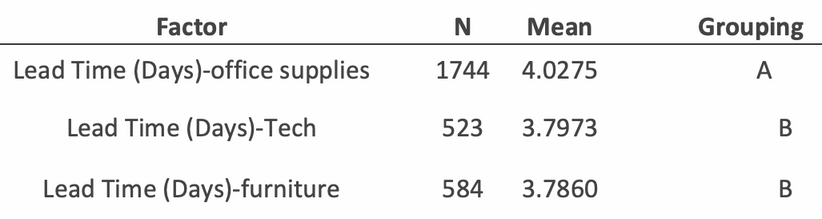 Factor N Mean Grouping
Lead Time (Days)-office supplies 1744 4.0275 A
Lead Time (Days)-Tech 523 3.7973 B
Lead Time (Days)-furniture 584 3.7860 B